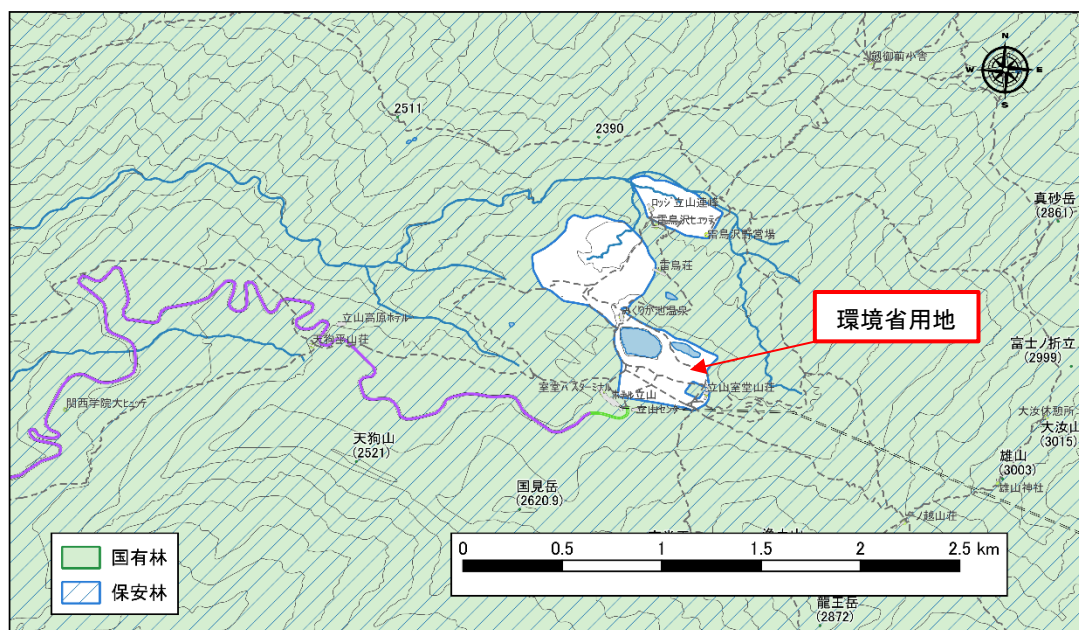 N
W
E
S
剱御前小舎
2511
2390
真砂岳
(2861)
ロッジ立山連峰
雷鳥沢ヒュッテ
雷鳥沢野営場
雷鳥荘
みくりが池温泉
環境省用地
立山高原ホテル
天狗平山荘
富士ノ折立
(2999)
室堂バスターミナル
ホテル立山
立山室堂山荘
立山センター
関西学院大ヒュッテ
大汝休憩所
大汝山
(3015)
天狗山
(2521)
雄山
(3003)
雄山神社
国見岳
(2620.9)
一ノ越山荘
国有林
保安林
0
0.5
1
1.5
2
2.5 km
龍王岳
(2872)